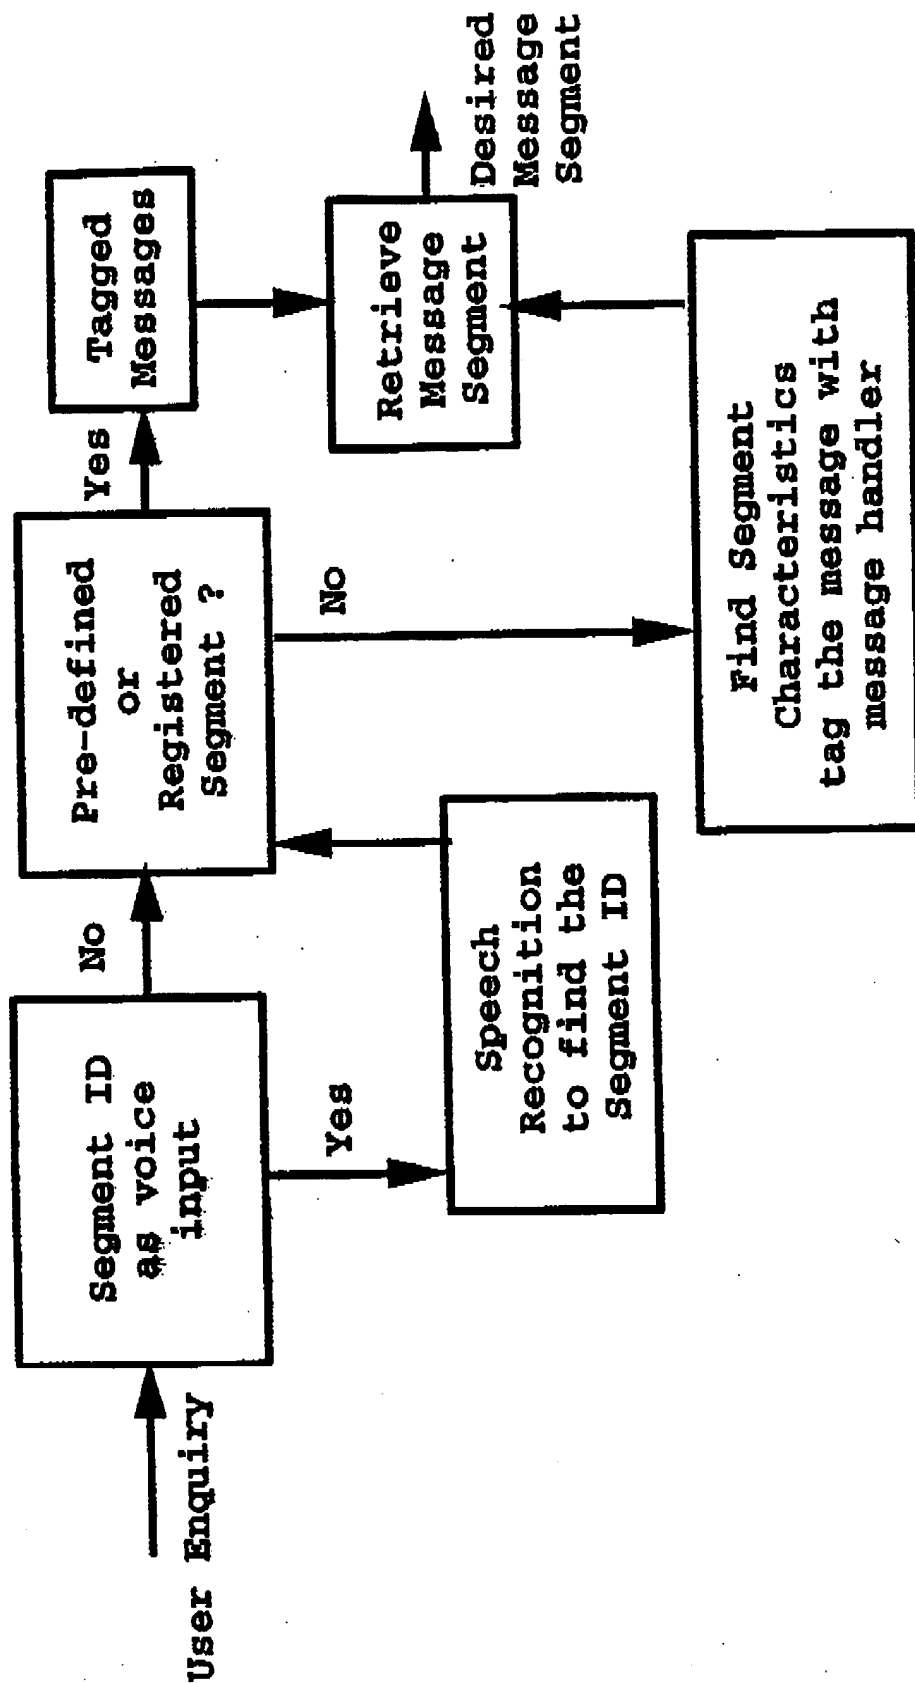 User Enquiry
Segment ID
as voice
input
No
Yes
Speech
Recognition
to find the
Segment ID
Pre-defined
or
Registered
Segment ?
Yes
No
Tagged
Messages
Find Segment
Characteristics
tag the message with
message handler
Retrieve
Message
Segment
Desired
Message
Segment